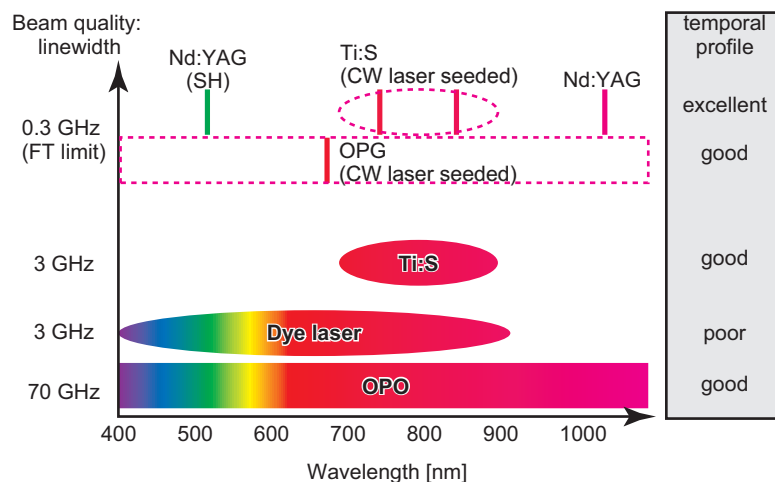 Beam quality:
linewidth
temporal
profile
Nd:YAG
(SH)
Ti:S
(CW laser seeded)
Nd:YAG
excellent
0.3 GHz
(FT limit)
OPG
(CW laser seeded)
good
3 GHz
Ti:S
good
3 GHz
Dye laser
poor
70 GHz
OPO
good
400 500 600 700 800 900 1000
Wavelength [nm]